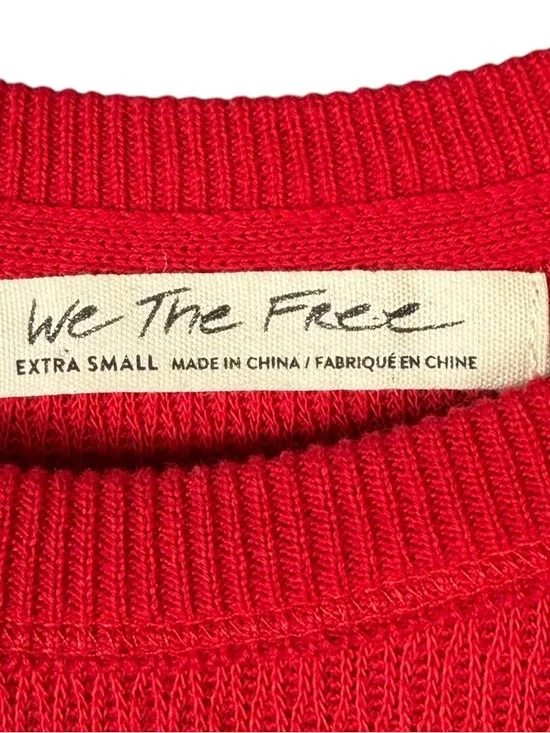 We The Free
EXTRA SMALL MADE IN CHINA / FABRIQUÉ EN CHINE